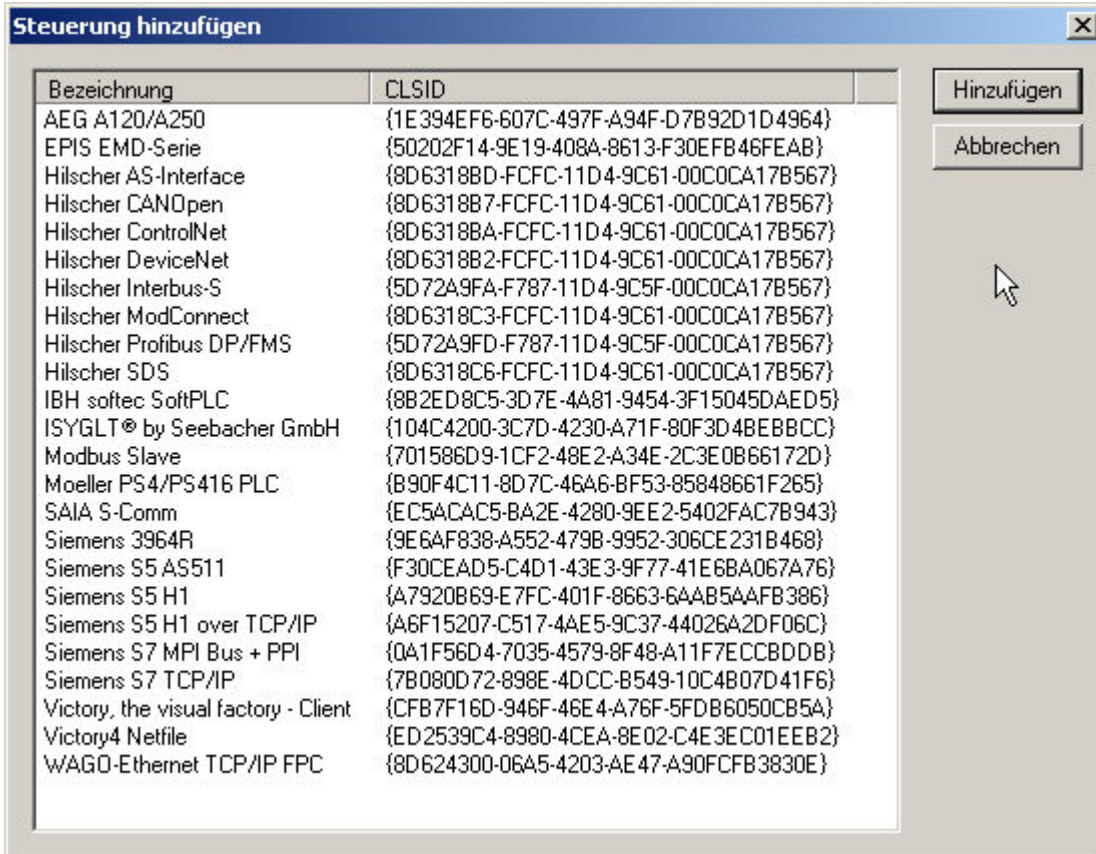 Steuerung hinzufügen
Bezeichnung CLSID
Hinzufügen
AEG A120/A250 {1E394EF6-607C-497F-A94F-D7B92D1D4964}
EPIS EMD-Serie {50202F14-9E19-408A-8613-F30EFB46FEAB}
Abbrechen
Hilscher AS-Interface {8D6318BD-FCFC-11D4-9C61-00C0CA17B567}
Hilscher CANOpen {8D6318B7-FCFC-11D4-9C61-00C0CA17B567}
Hilscher ControlNet {8D6318BA-FCFC-11D4-9C61-00C0CA17B567}
Hilscher DeviceNet {8D6318B2-FCFC-11D4-9C61-00C0CA17B567}
Hilscher Interbus-S {5D72A9FA-F787-11D4-9C5F-00C0CA17B567}
Hilscher ModConnect {8D6318C3-FCFC-11D4-9C61-00C0CA17B567}
Hilscher Profibus DP/FMS {5D72A9FD-F787-11D4-9C5F-00C0CA17B567}
Hilscher SDS {8D6318C6-FCFC-11D4-9C61-00C0CA17B567}
IBH softec SoftPLC {8B2ED8C5-3D7E-4A81-9454-3F15045DAED5}
ISYGLT® by Seebacher GmbH {104C4200-3C7D-4230-A71F-80F3D4BEBBCC}
Modbus Slave {701586D9-1CF2-48E2-A34E-2C3E0B66172D}
Moeller PS4/PS416 PLC {B90F4C11-8D7C-46A6-BF53-85848661F265}
SAIA S-Comm {EC5ACAC5-BA2E-4280-9EE2-5402FAC7B943}
Siemens 3964R {9E6AF838-A552-479B-9952-306CE231B468}
Siemens S5 AS511 {F30CEAD5-C4D1-43E3-9F77-41E6BA067A76}
Siemens S5 H1 {A7920B69-E7FC-401F-8663-6AAB5AAFB386}
Siemens S5 H1 over TCP/IP {A6F15207-C517-4AE5-9C37-44026A2DF06C}
Siemens S7 MPI Bus + PPI {0A1F56D4-7035-4579-8F48-A11F7ECCBDDB}
Siemens S7 TCP/IP {7B080D72-898E-4DCC-B549-10C4B07D41F6}
Victory, the visual factory - Client {CFB7F16D-946F-46E4-A76F-5FDB6050CB5A}
Victory4 Netfile {ED2539C4-8980-4CEA-8E02-C4E3EC01EEB2}
WAGO-Ethernet TCP/IP FPC {8D624300-06A5-4203-AE47-A90FCFB3830E}